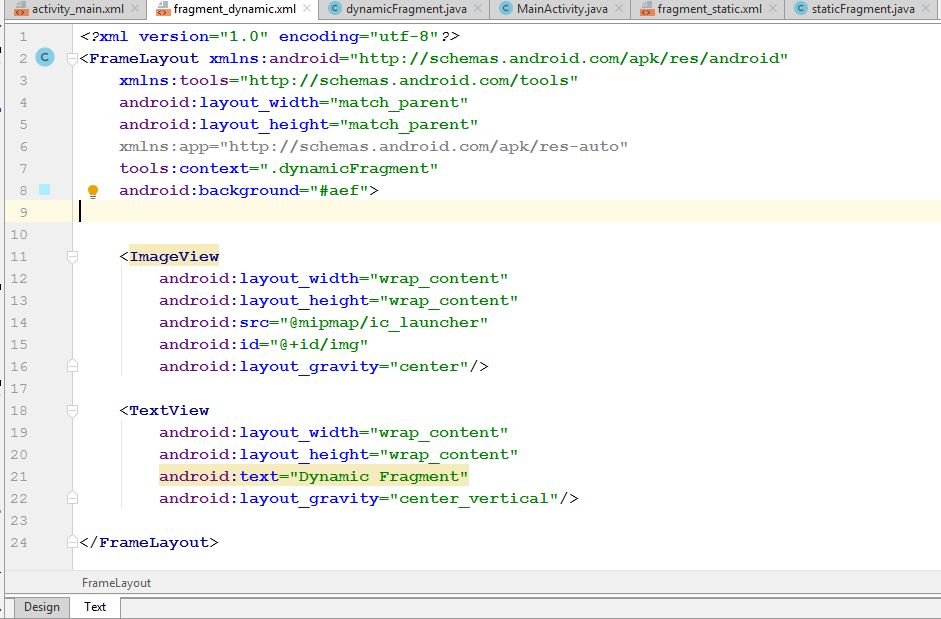 activity_main.xml fragment_dynamic.xml dynamicFragment.java MainActivity.java fragment_static.xml staticFragment.java
1 <?xml version="1.0" encoding="utf-8"?>
2 C <FrameLayout xmlns:android="http://schemas.android.com/apk/res/android"
3 xmlns:tools="http://schemas.android.com/tools"
4 android:layout_width="match_parent"
5 android:layout_height="match_parent"
6 xmlns:app="http://schemas.android.com/apk/res-auto"
7 tools:context=".dynamicFragment"
8 android:background="#aef">
9
10
11 <ImageView
12 android:layout_width="wrap_content"
13 android:layout_height="wrap_content"
14 android:src="@mipmap/ic_launcher"
15 android:id="@+id/img"
16 android:layout_gravity="center"/>
17
18 <TextView
19 android:layout_width="wrap_content"
20 android:layout_height="wrap_content"
21 android:text="Dynamic Fragment"
22 android:layout_gravity="center_vertical"/>
23
24 </FrameLayout>
FrameLayout
Design Text